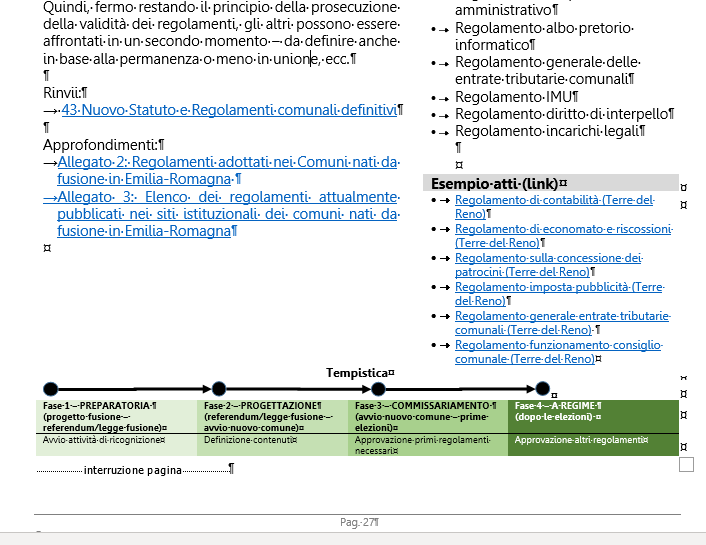 Quindi, fermo restando il principio della prosecuzione
della validità dei regolamenti, gli altri possono essere
affrontati in un secondo momento – da definire anche
in base alla permanenza o meno in unione, ecc.¶
¶
Rinvii:¶
→ 43 Nuovo Statuto e Regolamenti comunali definitivi¶
¶
Approfondimenti:¶
→Allegato 2: Regolamenti adottati nei Comuni nati da
fusione in Emilia-Romagna ¶
→Allegato 3: Elenco dei regolamenti attualmente
pubblicati nei siti istituzionali dei comuni nati da
fusione in Emilia-Romagna¶
¤
amministrativo¶
• → Regolamento albo pretorio
informatico¶
• → Regolamento generale delle
entrate tributarie comunali¶
• → Regolamento IMU¶
• → Regolamento diritto di interpello¶
• → Regolamento incarichi legali¶
¶
¤
Esempio atti (link)¤
• → Regolamento di contabilità (Terre del
Reno)¶
• → Regolamento di economato e riscossioni
(Terre del Reno)¶
• → Regolamento sulla concessione dei
patrocini (Terre del Reno)¶
• → Regolamento imposta pubblicità (Terre
del Reno)¶
• → Regolamento generale entrate tributarie
comunali (Terre del Reno) ¶
• → Regolamento funzionamento consiglio
comunale (Terre del Reno)¤
Tempistica¤
Fase 1 – PREPARATORIA ¶
(progetto fusione –
referendum/legge fusione)¤
Avvio attività di ricognizione¤
Fase 2 – PROGETTAZIONE¶
(referendum/legge fusione –
avvio nuovo comune)¤
Definizione contenuti¤
Fase 3 – COMMISSARIAMENTO ¶
(avvio nuovo comune – prime
elezioni)¤
Approvazione primi regolamenti
necessari¤
Fase 4 – A REGIME ¶
(dopo le elezioni) ¤
Approvazione altri regolamenti¤
interruzione pagina¶
Pag. 27¶